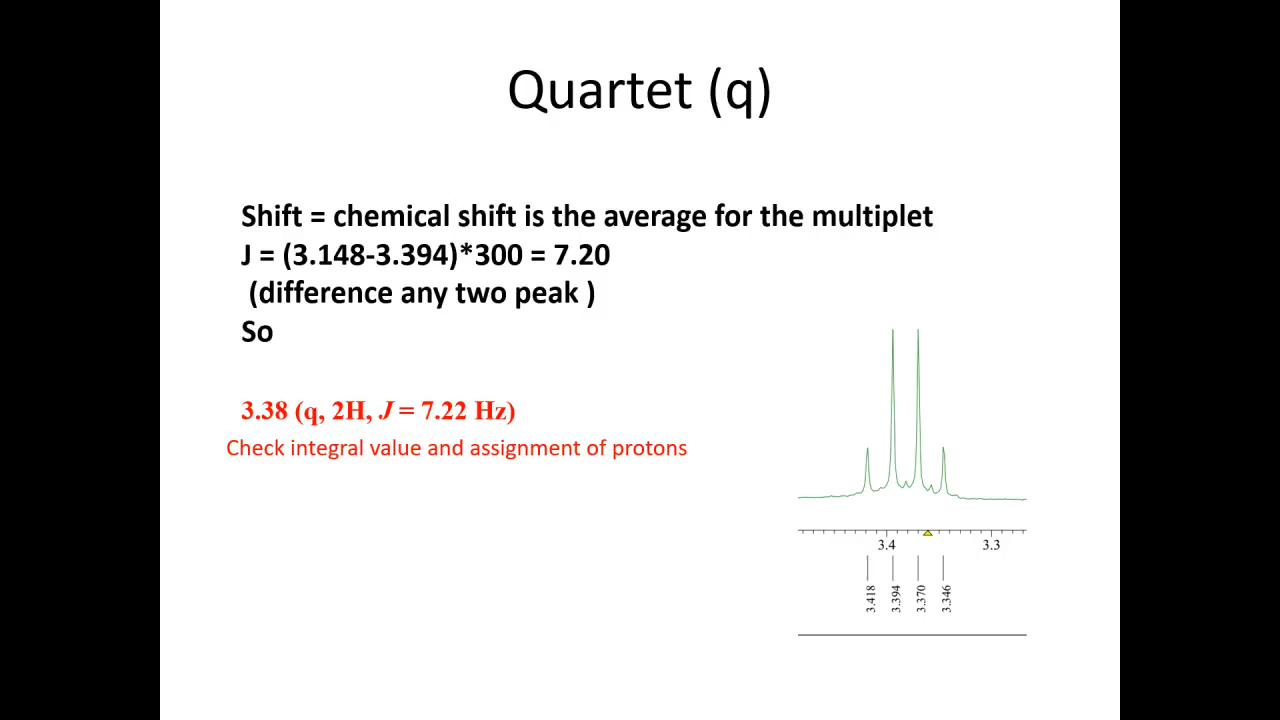 Quartet (q)
Shift = chemical shift is the average for the multiplet
J = (3.148-3.394)*300 = 7.20
(difference any two peak )
So
3.38 (q, 2H, J = 7.22 Hz)
Check integral value and assignment of protons
3.4 3.3
3.418 3.394 3.370 3.346